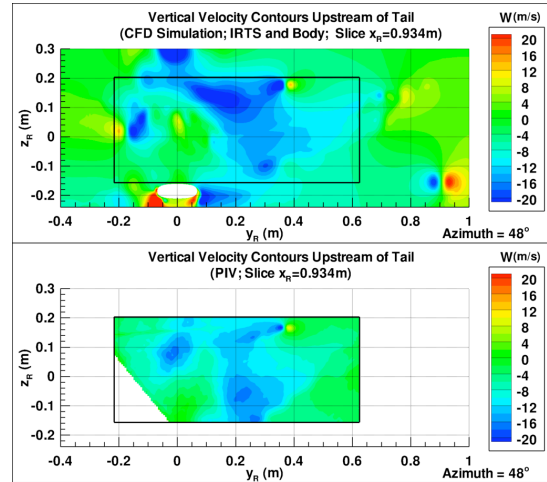 Vertical Velocity Contours Upstream of Tail
(CFD Simulation; IRTS and Body; Slice xR=0.934m)
W(m/s)
20
16
12
8
4
0
-4
-8
-12
-16
-20
zR (m)
0.3
0.2
0.1
0
-0.1
-0.2
-0.4 -0.2 0 0.2 0.4 0.6 0.8 1
yR (m)
Azimuth = 48°
Vertical Velocity Contours Upstream of Tail
(PIV; Slice xR=0.934m)
W(m/s)
20
16
12
8
4
0
-4
-8
-12
-16
-20
zR (m)
0.3
0.2
0.1
0
-0.1
-0.2
-0.4 -0.2 0 0.2 0.4 0.6 0.8 1
yR (m)
Azimuth = 48°